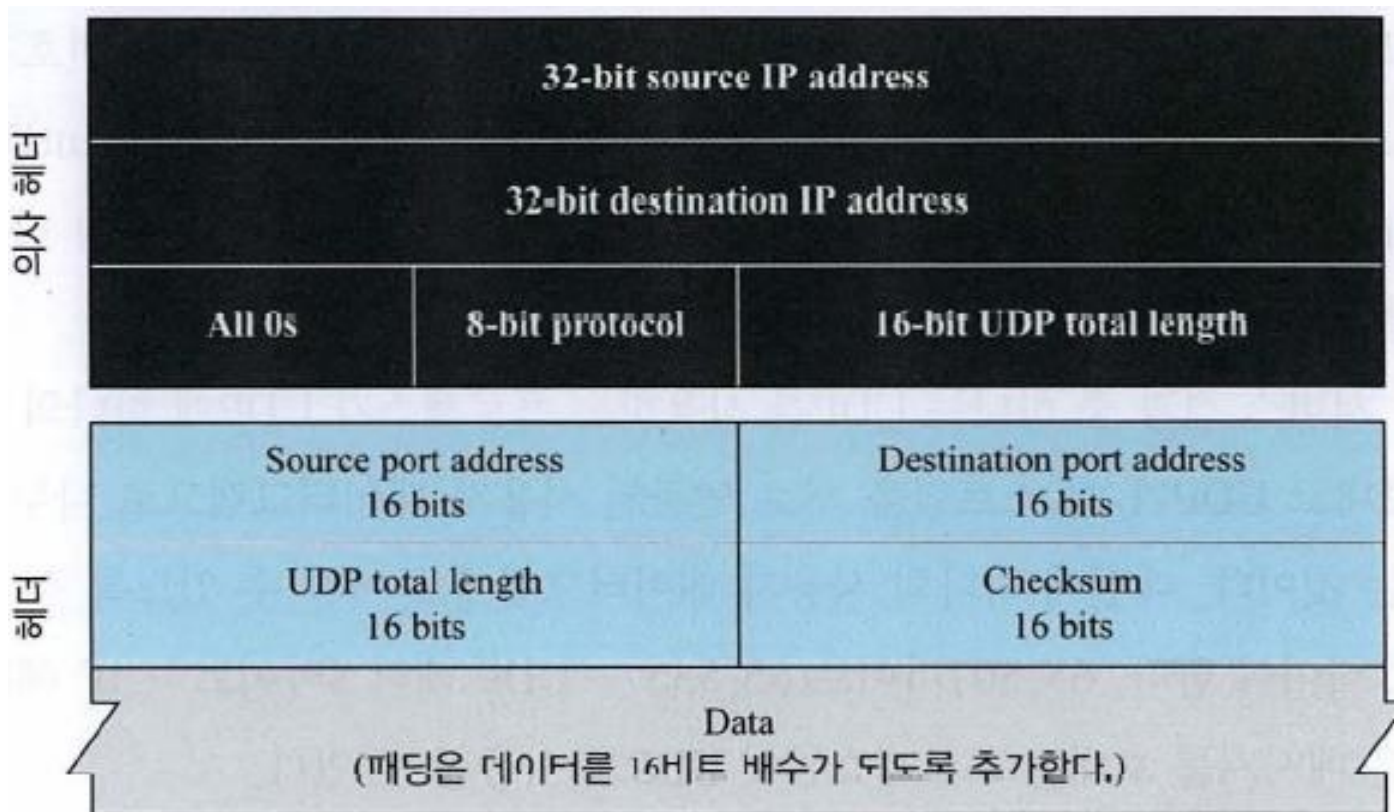 32-bit source IP address
의사 헤더
32-bit destination IP address
All 0s
8-bit protocol
16-bit UDP total length
헤더
Source port address
16 bits
Destination port address
16 bits
UDP total length
16 bits
Checksum
16 bits
Data
(패딩은 데이터를 16비트 배수가 되도록 추가한다.)